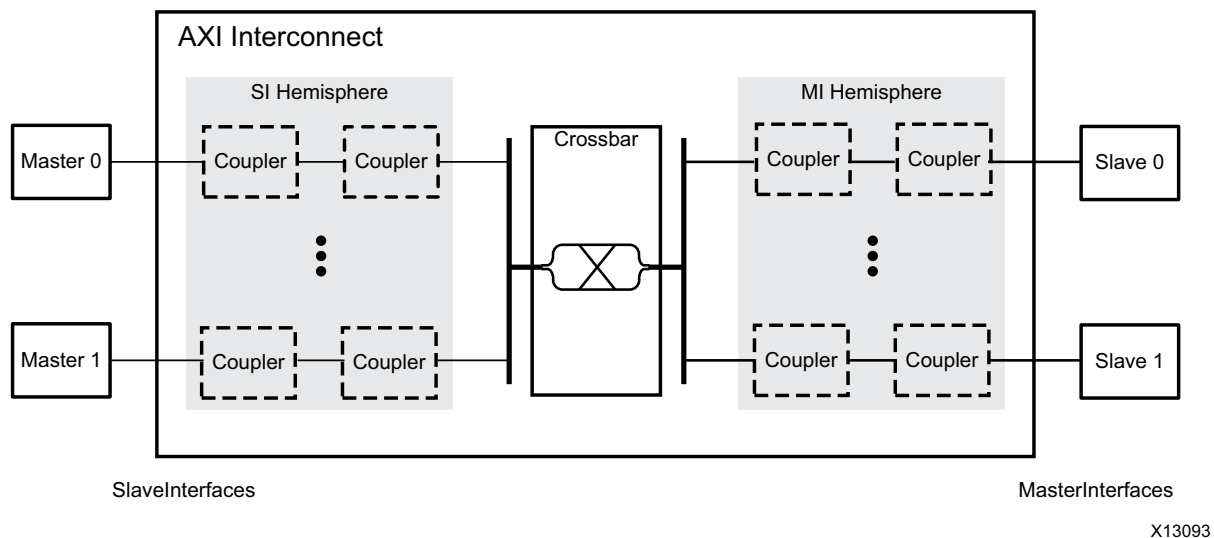 AXI Interconnect
SI Hemisphere
MI Hemisphere
Master 0
Coupler
Coupler
Crossbar
Coupler
Coupler
Slave 0
Master 1
Coupler
Coupler
Coupler
Coupler
Slave 1
SlaveInterfaces
MasterInterfaces
X13093